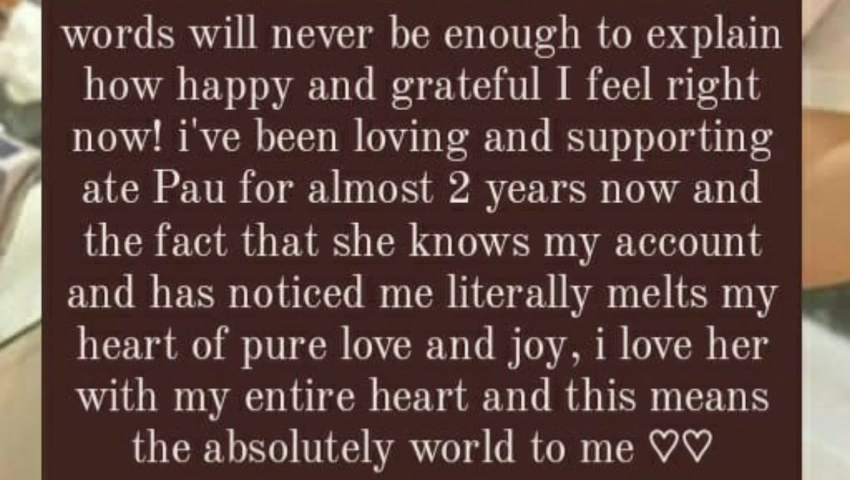 words will never be enough to explain
how happy and grateful I feel right
now! i've been loving and supporting
ate Pau for almost 2 years now and
the fact that she knows my account
and has noticed me literally melts my
heart of pure love and joy, i love her
with my entire heart and this means
the absolutely world to me ♡♡